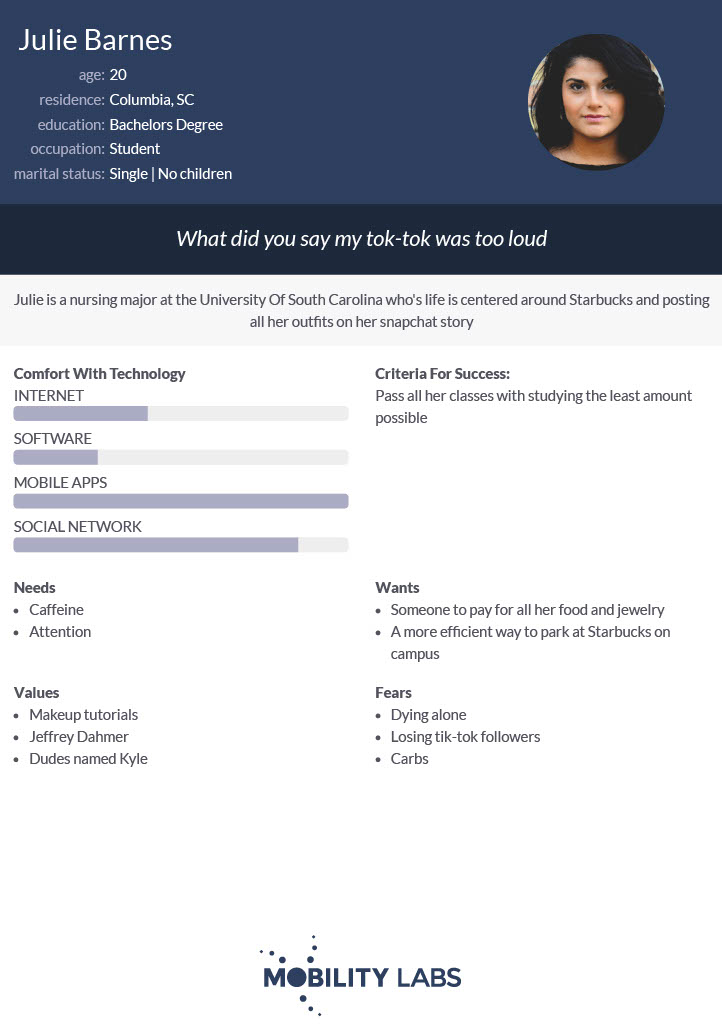 Julie Barnes
age: 20
residence: Columbia, SC
education: Bachelors Degree
occupation: Student
marital status: Single | No children
What did you say my tok-tok was too loud
Julie is a nursing major at the University Of South Carolina who's life is centered around Starbucks and posting
all her outfits on her snapchat story
Comfort With Technology
INTERNET
SOFTWARE
MOBILE APPS
SOCIAL NETWORK
Criteria For Success:
Pass all her classes with studying the least amount
possible
Needs
• Caffeine
• Attention
Wants
• Someone to pay for all her food and jewelry
• A more efficient way to park at Starbucks on
campus
Values
• Makeup tutorials
• Jeffrey Dahmer
• Dudes named Kyle
Fears
• Dying alone
• Losing tik-tok followers
• Carbs
MOBILITY LABS